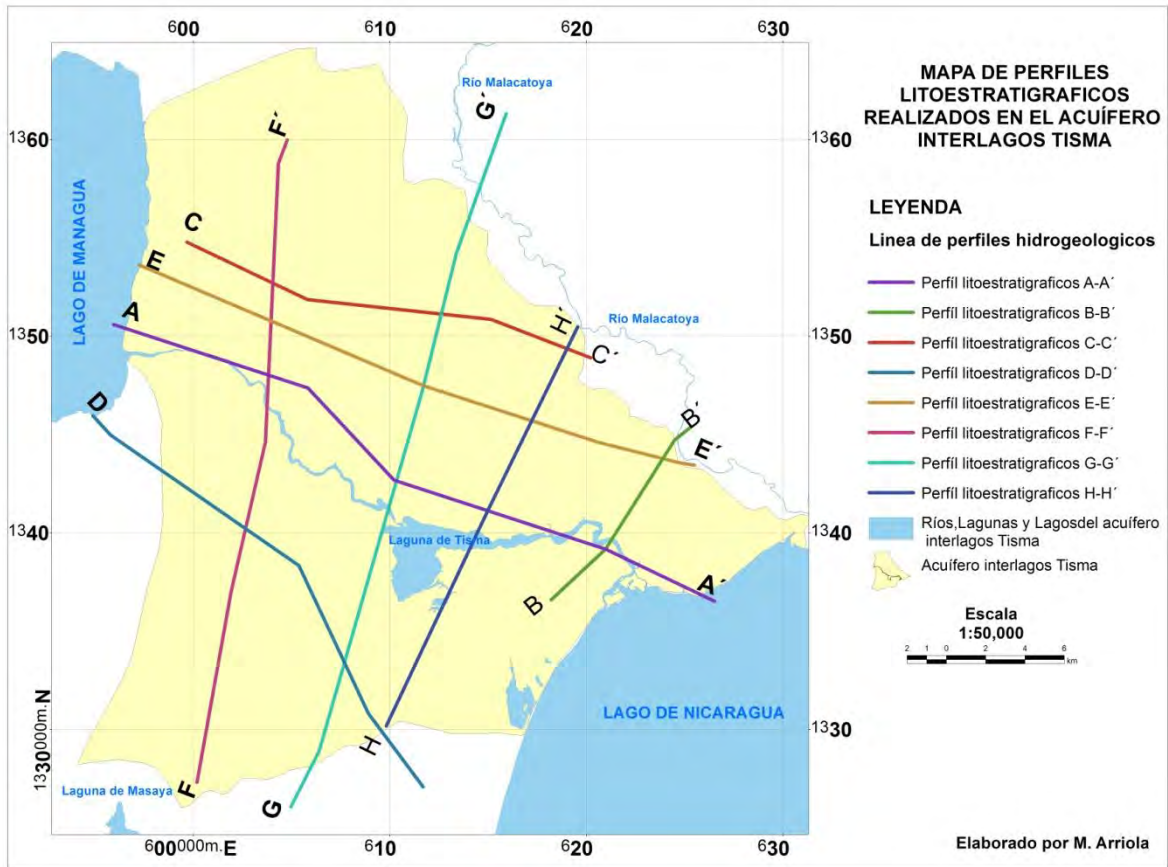 600
610
620
630
1360
1350
1340
1330000m.N
600000m.E
610
620
630
1360
1350
1340
1330
LAGO DE MANAGUA
Río Malacatoya
Río Malacatoya
Laguna de Tisma
LAGO DE NICARAGUA
Laguna de Masaya
F´
G´
C
E
A
D
H´
C´
B´
E´
B
A´
H
F
G
MAPA DE PERFILES
LITOESTRATIGRAFICOS
REALIZADOS EN EL ACUÍFERO
INTERLAGOS TISMA
LEYENDA
Linea de perfiles hidrogeologicos
Perfíl litoestratigraficos A-A´
Perfíl litoestratigraficos B-B´
Perfíl litoestratigraficos C-C´
Perfíl litoestratigraficos D-D´
Perfíl litoestratigraficos E-E´
Perfíl litoestratigraficos F-F´
Perfíl litoestratigraficos G-G´
Perfíl litoestratigraficos H-H´
Ríos,Lagunas y Lagosdel acuífero
interlagos Tisma
Acuífero interlagos Tisma
Escala
1:50,000
2 1 0 2 4 6
km
Elaborado por M. Arriola